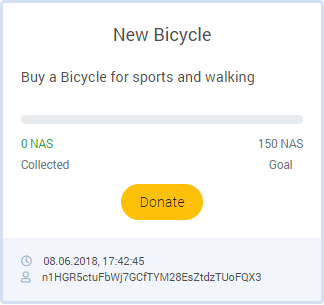 New Bicycle
Buy a Bicycle for sports and walking
0 NAS 150 NAS
Collected Goal
Donate
08.06.2018, 17:42:45
n1HGR5ctuFbWj7GCfTYM28EsZtdzTUoFQX3